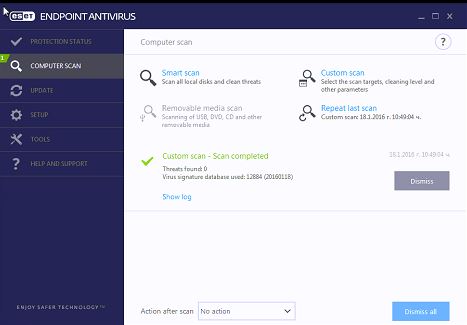 eset ENDPOINT ANTIVIRUS
PROTECTION STATUS
1
COMPUTER SCAN
UPDATE
SETUP
TOOLS
HELP AND SUPPORT
ENJOY SAFER TECHNOLOGY™
Computer scan
?
Smart scan
Scan all local disks and clean threats
Custom scan
Select the scan targets, cleaning level and
other parameters
Removable media scan
Scanning of USB, DVD, CD and other
removable media
Repeat last scan
Custom scan: 18.1.2016 г. 10:49:04 ч.
Custom scan - Scan completed
18.1.2016 г. 10:49:04 ч.
Threats found: 0
Virus signature database used: 12884 (20160118)
Dismiss
Show log
Action after scan
No action
Dismiss all